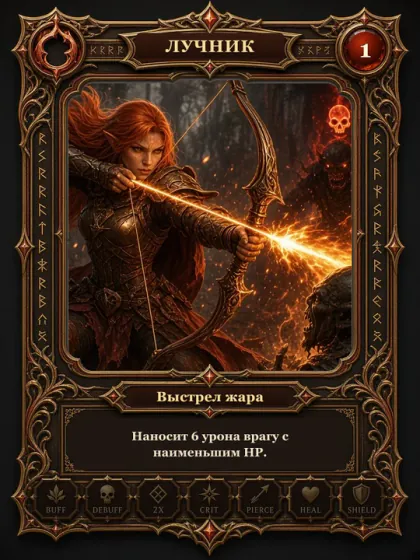 ЛУЧНИК
1
Выстрел жара
Наносит 6 урона врагу с
наименьшим HP.
BUFF
DEBUFF
2X
CRIT
PIERCE
HEAL
SHIELD